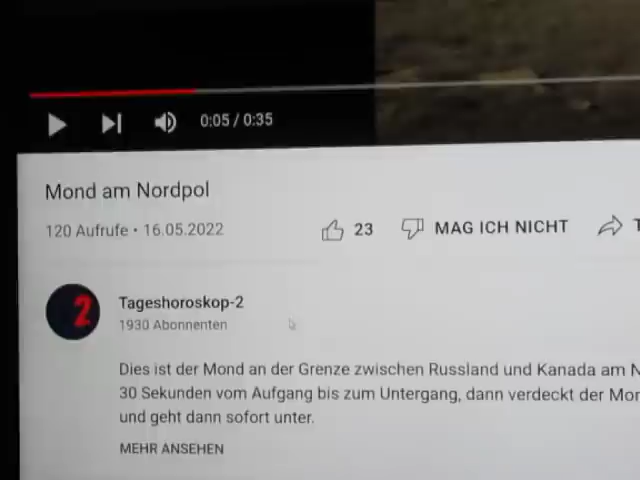 0:05 / 0:35
Mond am Nordpol
120 Aufrufe • 16.05.2022
23
MAG ICH NICHT
2
Tageshoroskop-2
1930 Abonnenten
Dies ist der Mond an der Grenze zwischen Russland und Kanada am
30 Sekunden vom Aufgang bis zum Untergang, dann verdeckt der
und geht dann sofort unter.
MEHR ANSEHEN